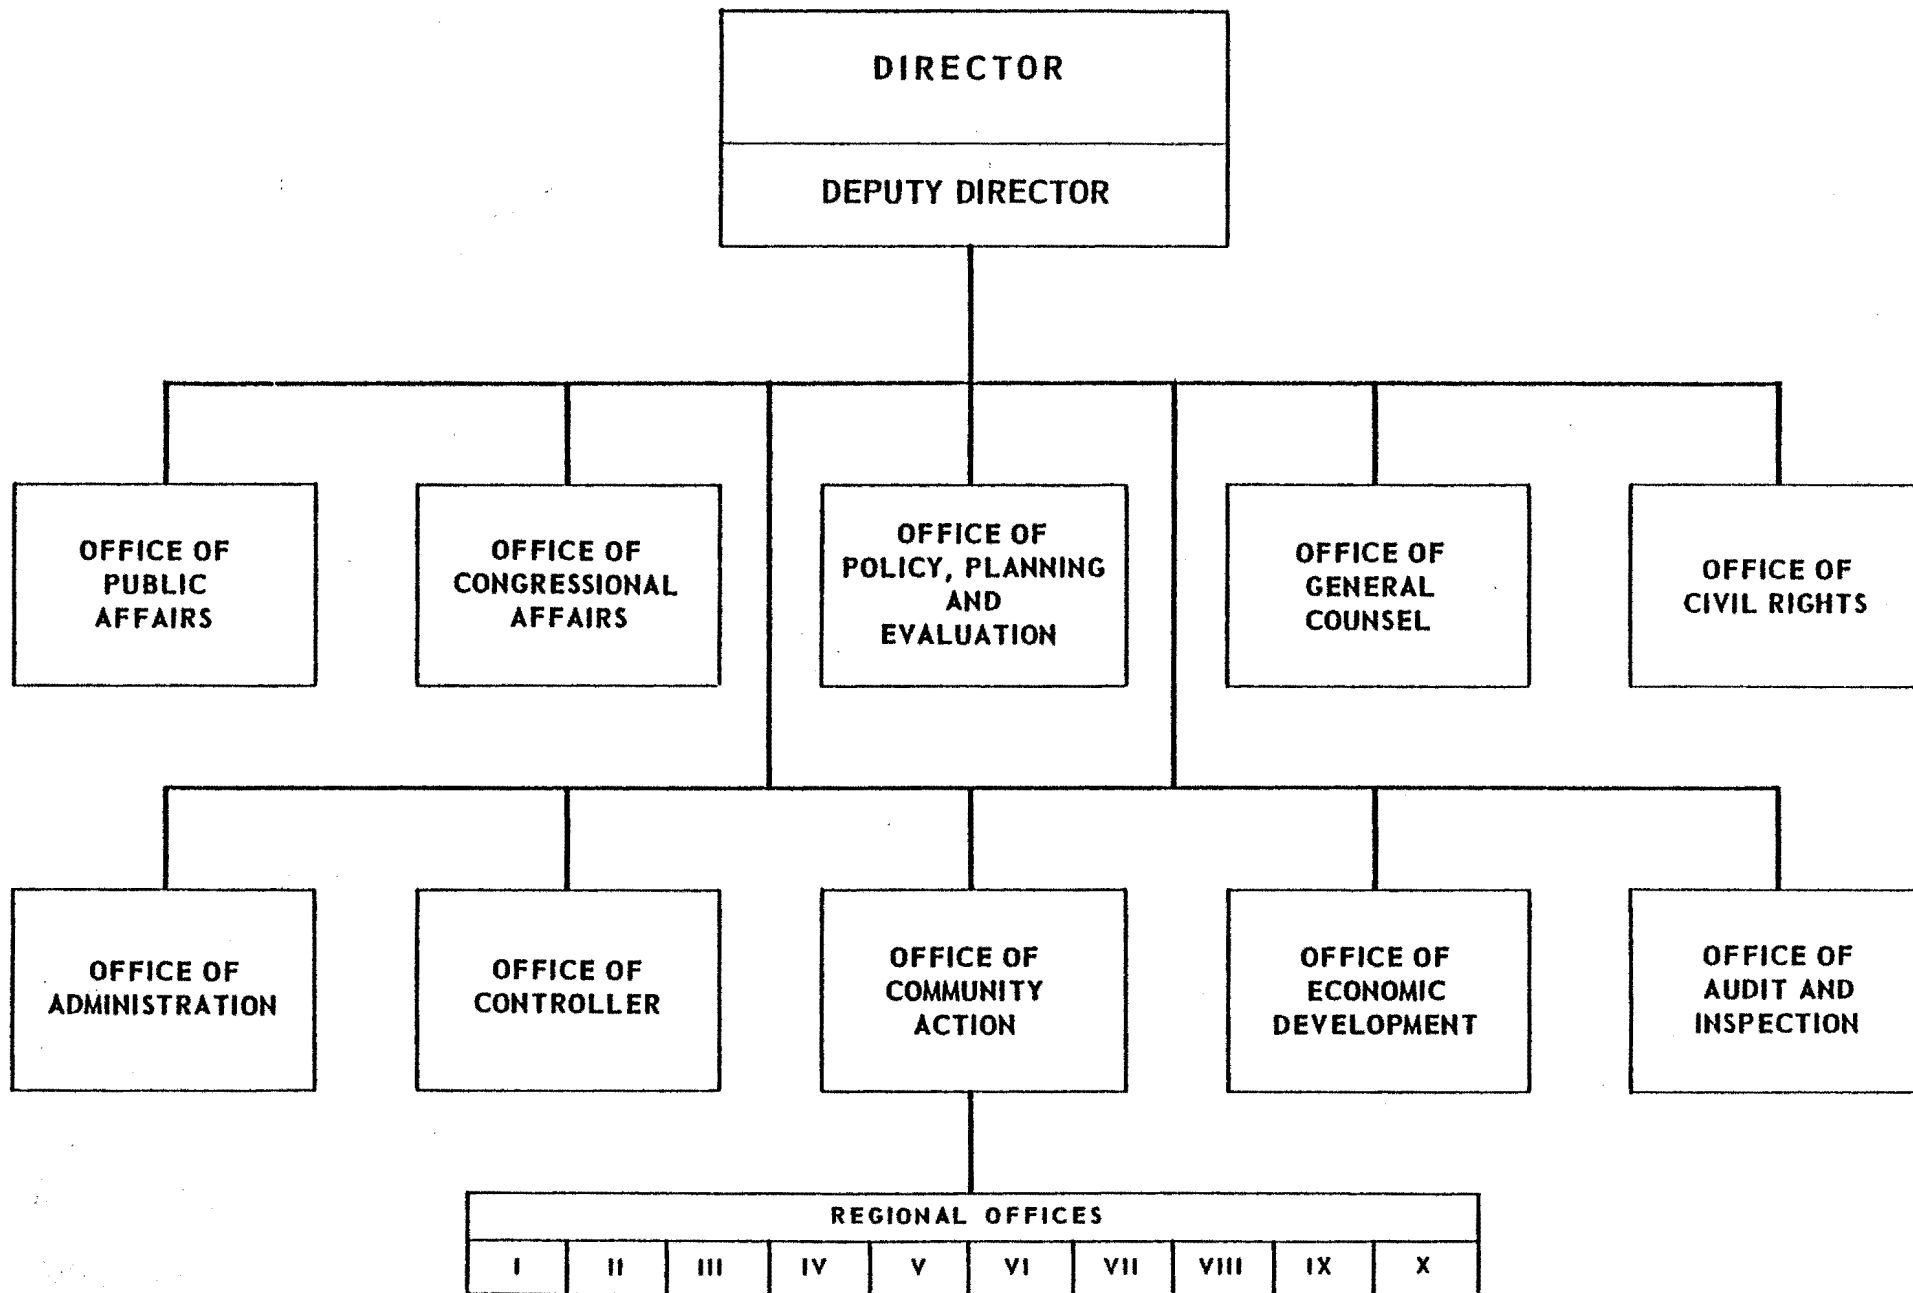 DIRECTOR
DEPUTY DIRECTOR
OFFICE OF
PUBLIC
AFFAIRS
OFFICE OF
CONGRESSIONAL
AFFAIRS
OFFICE OF
POLICY, PLANNING
AND
EVALUATION
OFFICE OF
GENERAL
COUNSEL
OFFICE OF
CIVIL RIGHTS
OFFICE OF
ADMINISTRATION
OFFICE OF
CONTROLLER
OFFICE OF
COMMUNITY
ACTION
OFFICE OF
ECONOMIC
DEVELOPMENT
OFFICE OF
AUDIT AND
INSPECTION
REGIONAL OFFICES
I II III IV V VI VII VIII IX X